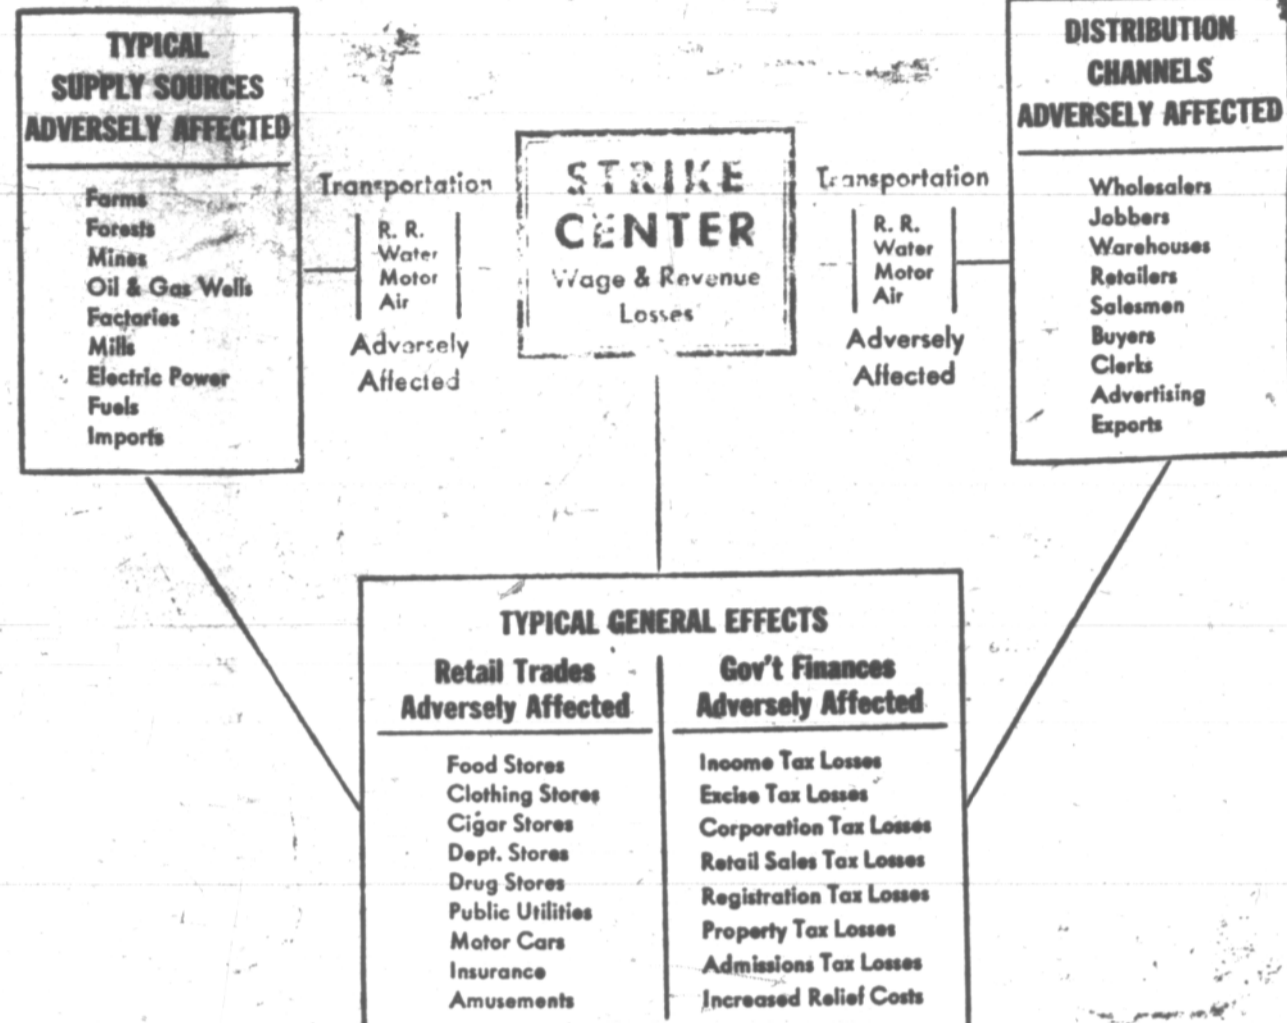 TYPICAL
SUPPLY SOURCES
ADVERSELY AFFECTED
Farms
Forests
Mines
Oil & Gas Wells
Factories
Mills
Electric Power
Fuels
Imports
Transportation
R. R.
Water
Motor
Air
Adversely
Affected
STRIKE
CENTER
Wage & Revenue
Losses
Transportation
R. R.
Water
Motor
Air
Adversely
Affected
DISTRIBUTION
CHANNELS
ADVERSELY AFFECTED
Wholesalers
Jobbers
Warehouses
Retailers
Salesmen
Buyers
Clerks
Advertising
Exports
TYPICAL GENERAL EFFECTS
Retail Trades
Adversely Affected
Food Stores
Clothing Stores
Cigar Stores
Dept. Stores
Drug Stores
Public Utilities
Motor Cars
Insurance
Amusements
Gov't Finances
Adversely Affected
Income Tax Losses
Excise Tax Losses
Corporation Tax Losses
Retail Sales Tax Losses
Registration Tax Losses
Property Tax Losses
Admissions Tax Losses
Increased Relief Costs